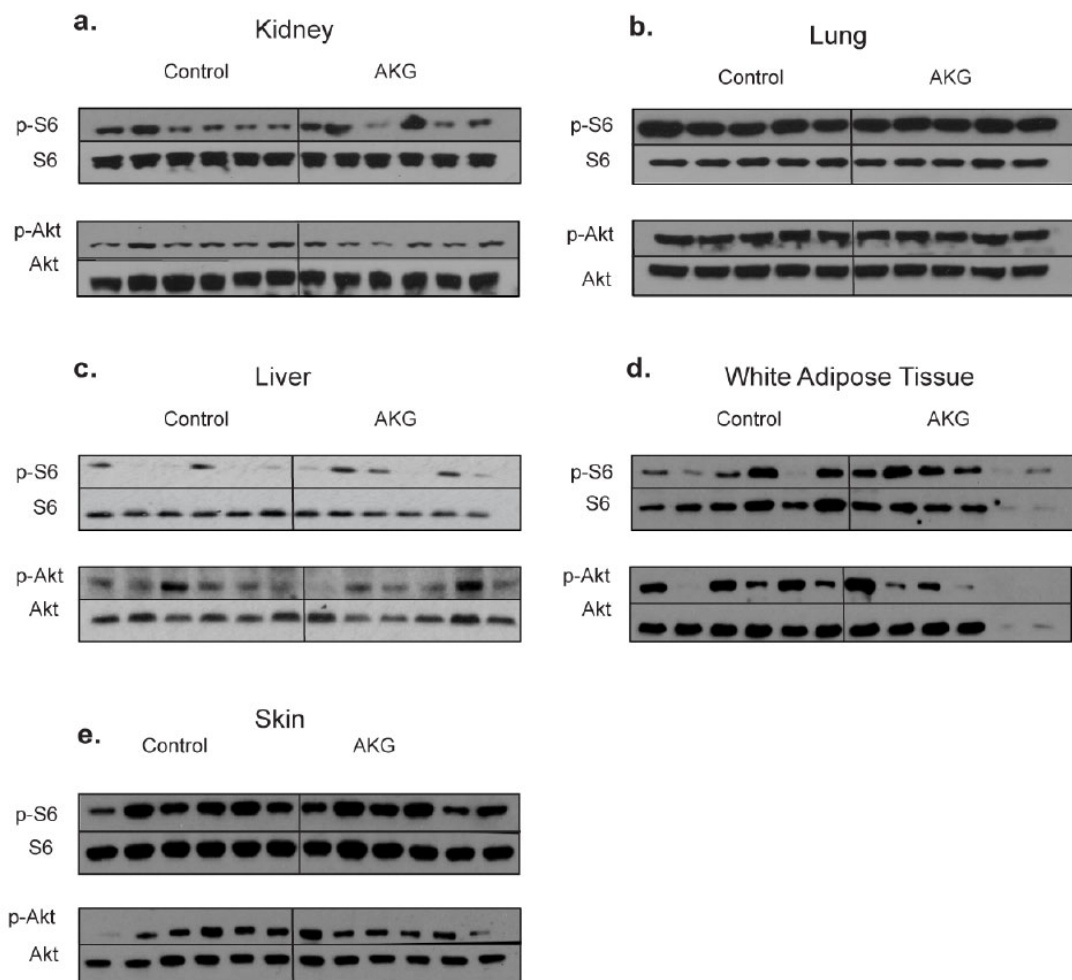 a. Kidney
Control AKG
p-S6
S6
p-Akt
Akt
b. Lung
Control AKG
p-S6
S6
p-Akt
Akt
c. Liver
Control AKG
p-S6
S6
p-Akt
Akt
d. White Adipose Tissue
Control AKG
p-S6
S6
p-Akt
Akt
e. Skin
Control AKG
p-S6
S6
p-Akt
Akt